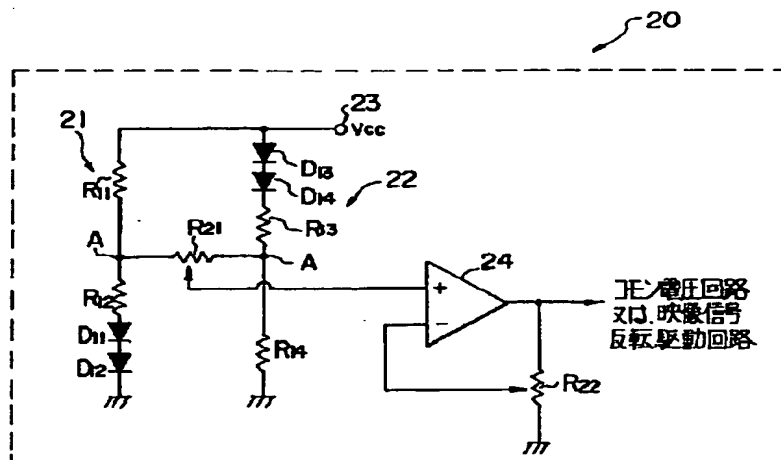 20
23
Vcc
21
R11
D13
D14
22
R13
A
R21
A
R12
D11
D12
R14
24
+
−
コモン電圧回路
又は、映像信号
反転駆動回路
R22